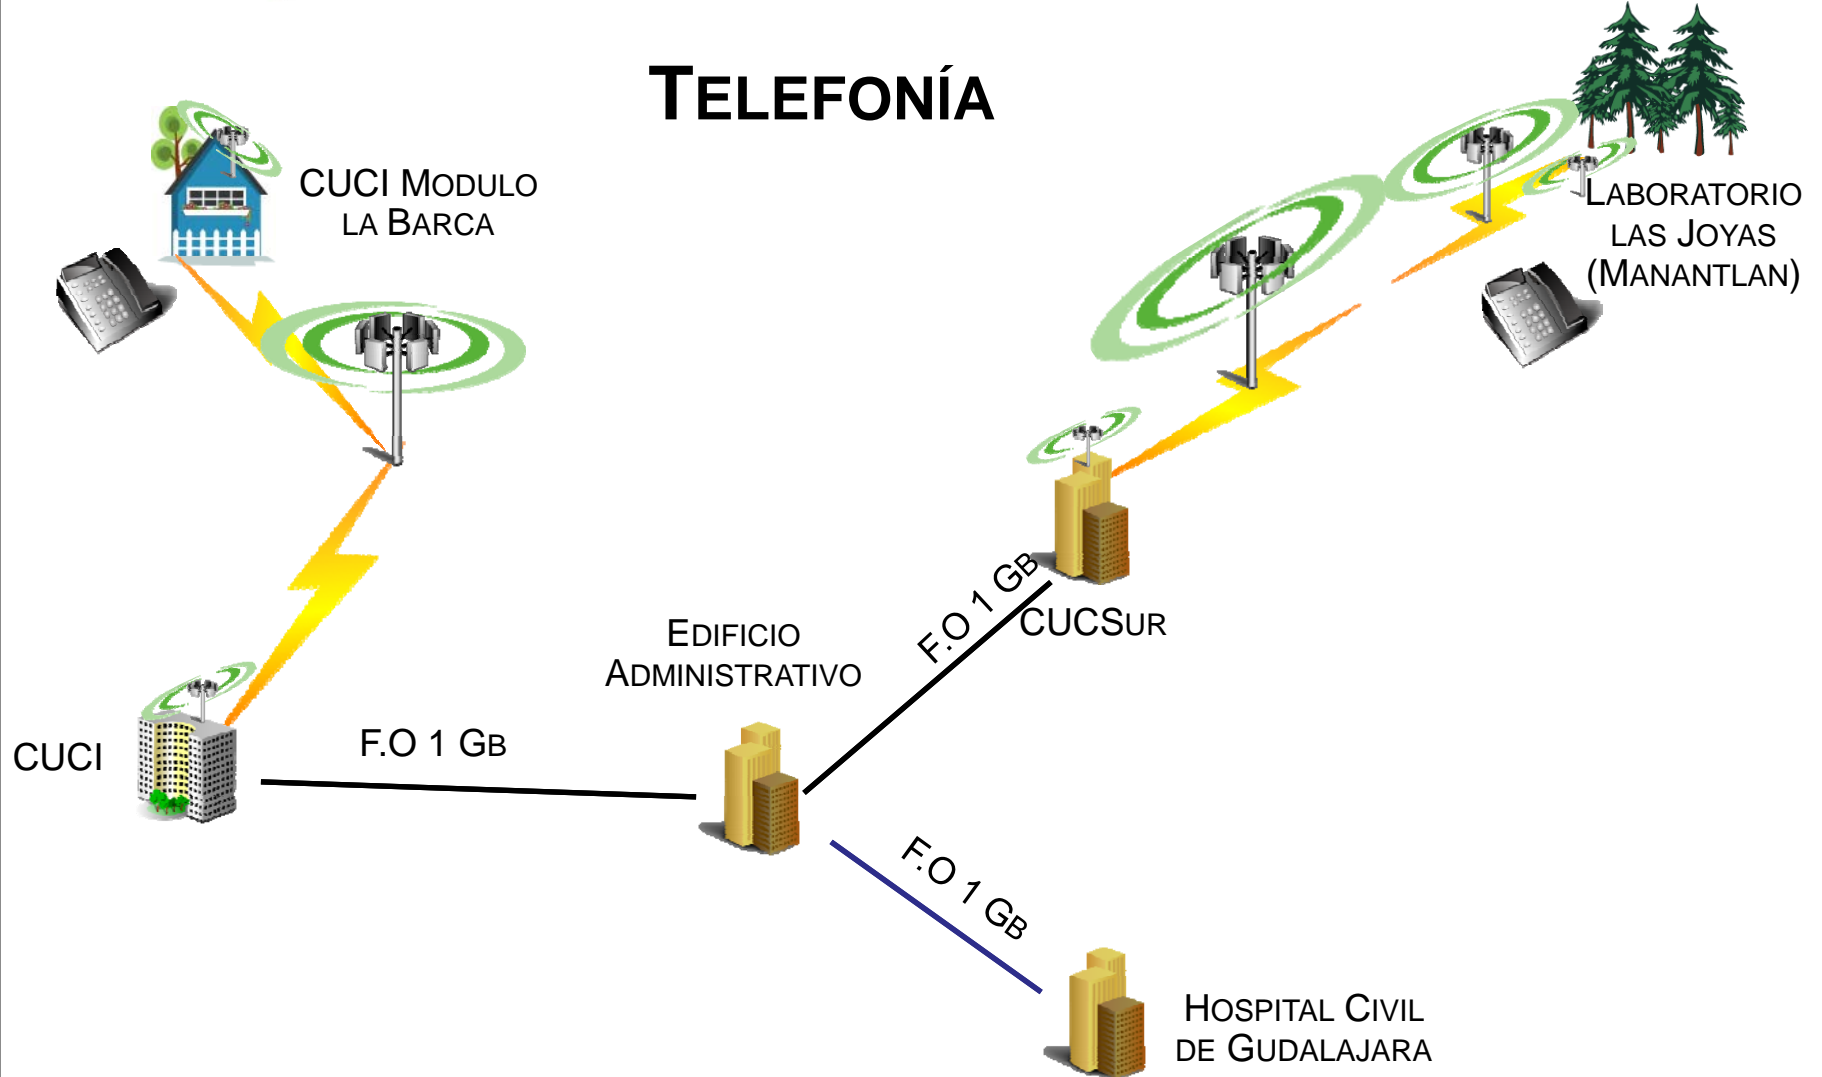 TELEFONÍA
CUCI MODULO
LA BARCA
LABORATORIO
LAS JOYAS
(MANANTLAN)
F.O 1 GB
CUCSUR
EDIFICIO
ADMINISTRATIVO
CUCI
F.O 1 GB
F.O 1 GB
HOSPITAL CIVIL
DE GUDALAJARA